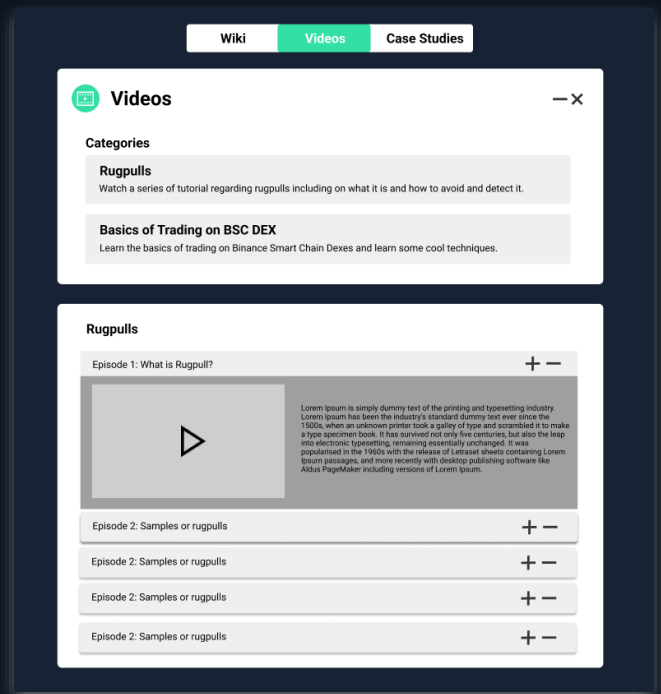 Wiki
Videos
Case Studies
Videos
Categories
Rugpulls
Watch a series of tutorial regarding rugpulls including on what it is and how to avoid and detect it.
Basics of Trading on BSC DEX
Learn the basics of trading on Binance Smart Chain Dexes and learn some cool techniques.
Rugpulls
Episode 1: What is Rugpull?
Lorem Ipsum is simply dummy text of the printing and typesetting industry.
Lorem Ipsum has been the industry's standard dummy text ever since the
1500s, when an unknown printer took a galley of type and scrambled it to make
a type specimen book. It has survived not only five centuries, but also the leap
into electronic typesetting, remaining essentially unchanged. It was
popularised in the 1960s with the release of Letraset sheets containing Lorem
Ipsum passages, and more recently with desktop publishing software like
Aldus PageMaker including versions of Lorem Ipsum.
Episode 2: Samples or rugpulls
Episode 2: Samples or rugpulls
Episode 2: Samples or rugpulls
Episode 2: Samples or rugpulls